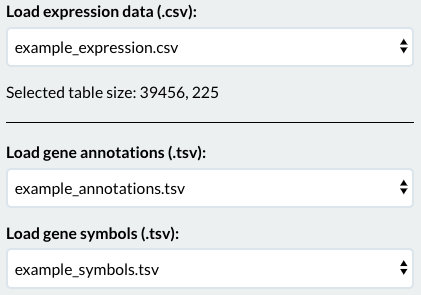 Load expression data (.csv):
example_expression.csv
Selected table size: 39456, 225
Load gene annotations (.tsv):
example_annotations.tsv
Load gene symbols (.tsv):
example_symbols.tsv